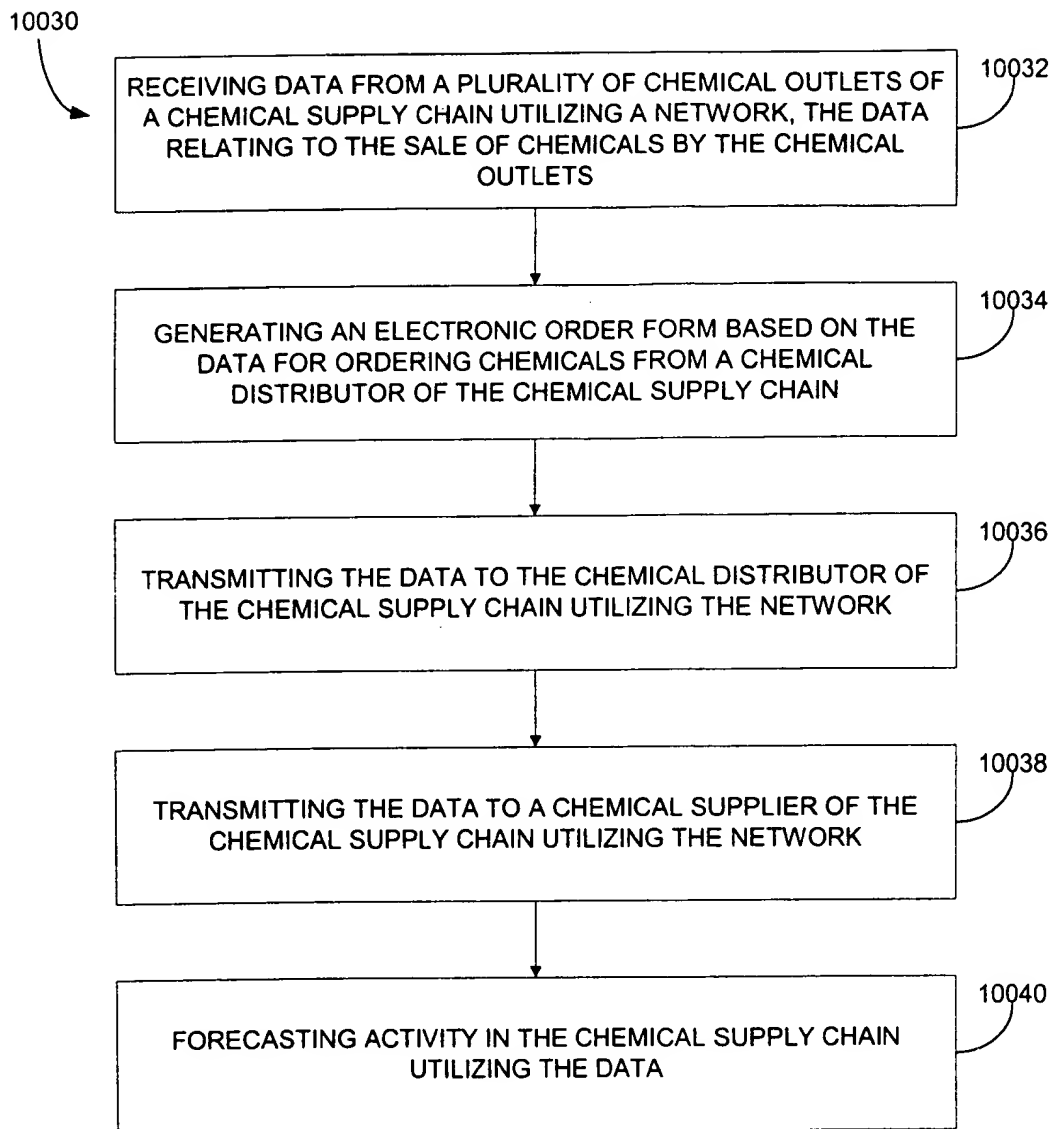 10030
RECEIVING DATA FROM A PLURALITY OF CHEMICAL OUTLETS OF
A CHEMICAL SUPPLY CHAIN UTILIZING A NETWORK, THE DATA
RELATING TO THE SALE OF CHEMICALS BY THE CHEMICAL
OUTLETS
10032
GENERATING AN ELECTRONIC ORDER FORM BASED ON THE
DATA FOR ORDERING CHEMICALS FROM A CHEMICAL
DISTRIBUTOR OF THE CHEMICAL SUPPLY CHAIN
10034
TRANSMITTING THE DATA TO THE CHEMICAL DISTRIBUTOR OF
THE CHEMICAL SUPPLY CHAIN UTILIZING THE NETWORK
10036
TRANSMITTING THE DATA TO A CHEMICAL SUPPLIER OF THE
CHEMICAL SUPPLY CHAIN UTILIZING THE NETWORK
10038
FORECASTING ACTIVITY IN THE CHEMICAL SUPPLY CHAIN
UTILIZING THE DATA
10040